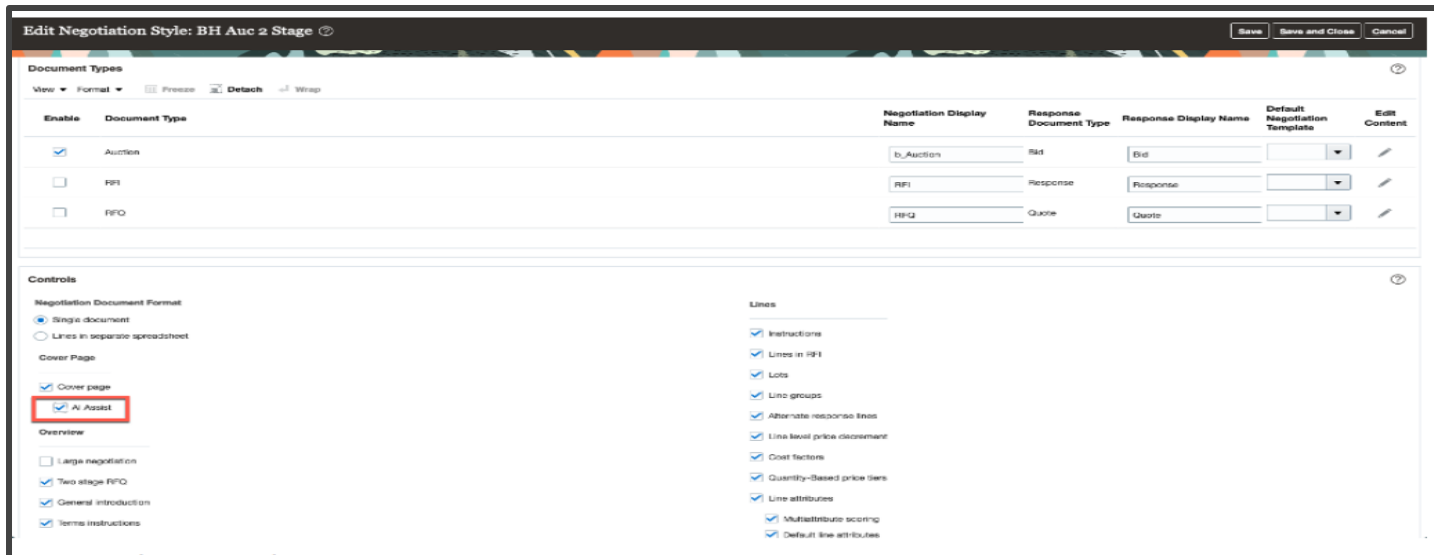 Edit Negotiation Style: BH Auc 2 Stage
Save Save and Close Cancel
Document Types
View Format Freeze Detach Wrap
Enable Document Type Negotiation Display Name Response Document Type Response Display Name Default Negotiation Template Edit Content
Auction b_Auction Bid Bid
RFI RFI Response Response
RFQ RFQ Quote Quote
Controls
Negotiation Document Format
Single document
Lines in separate spreadsheet
Cover Page
Cover page
AI Assist
Overview
Large negotiation
Two stage RFQ
General introduction
Terms instructions
Lines
Instructions
Lines in RFI
Lots
Line groups
Alternate response lines
Line level price decrement
Cost factors
Quantity-Based price tiers
Line attributes
Multiattribute scoring
Default line attributes